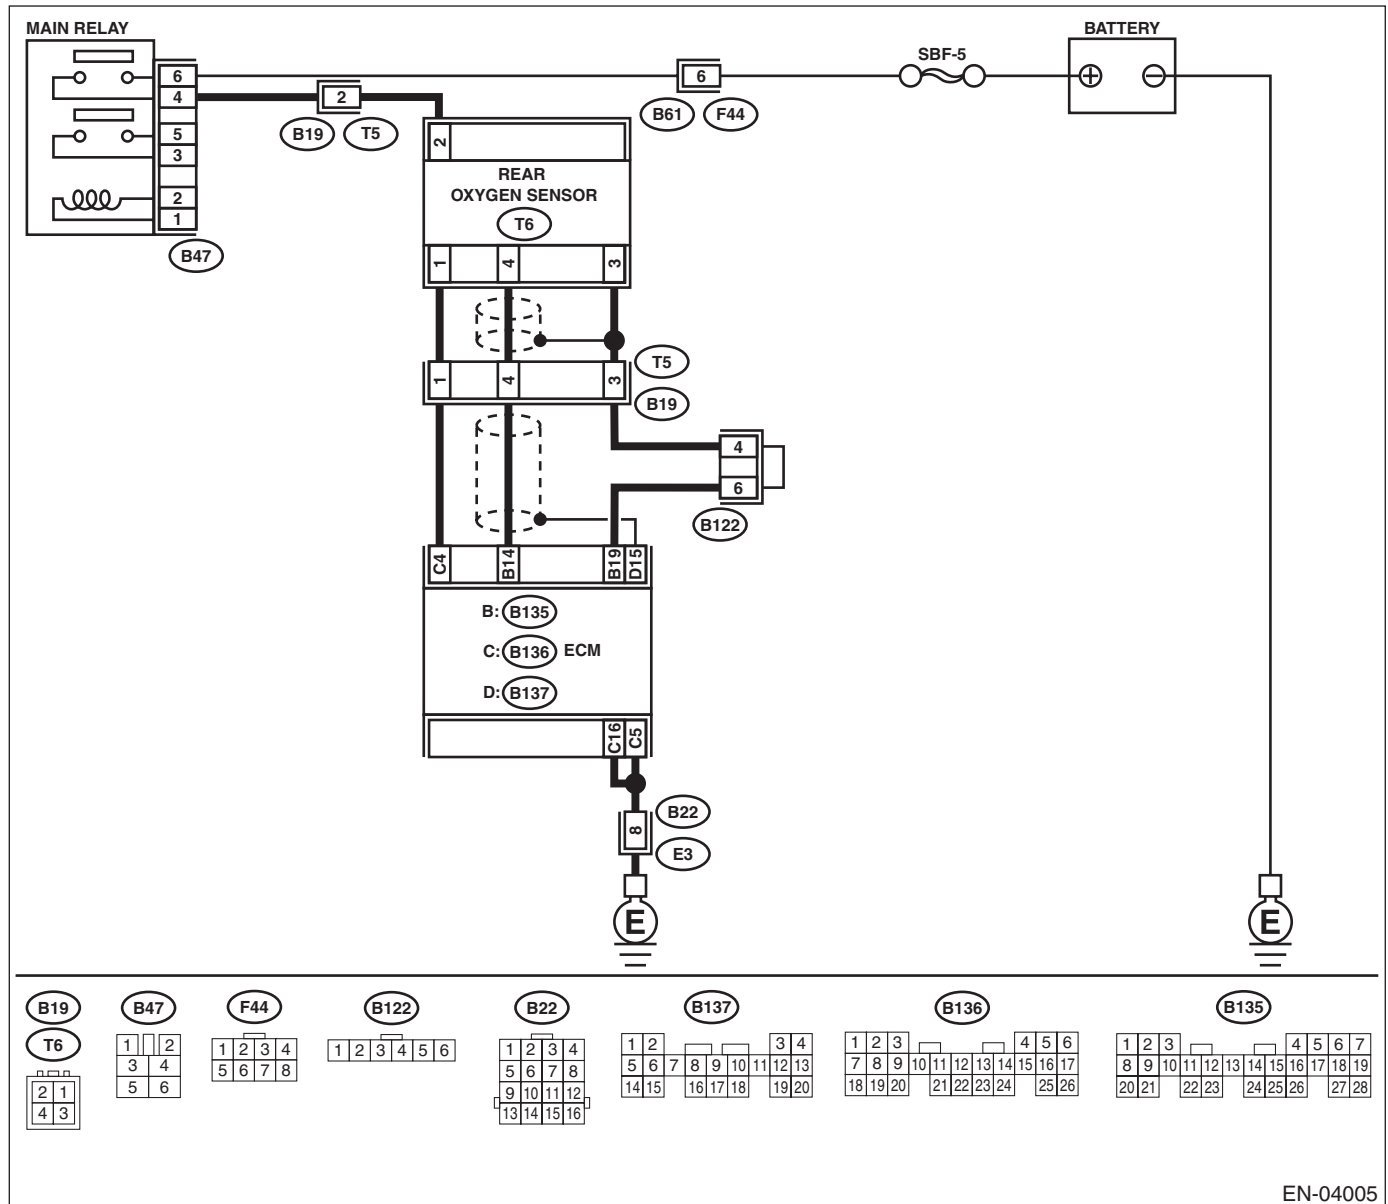 MAIN RELAY
BATTERY
SBF-5
6
4
5
3
2
1
B47
2
B19 T5
6
B61 F44
2
REAR
OXYGEN SENSOR
T6
1 4 3
1 4 3
T5
B19
4
6
B122
C4 B14 B19 D15
B: B135
C: B136 ECM
D: B137
C16 C5
8
B22
E3
E
E
B19
T6
2 1
4 3
B47
1 2
3 4
5 6
F44
1 2 3 4
5 6 7 8
B122
1 2 3 4 5 6
B22
1 2 3 4
5 6 7 8
9 10 11 12
13 14 15 16
B137
1 2 3 4
5 6 7 8 9 10 11 12 13
14 15 16 17 18 19 20
B136
1 2 3 4 5 6
7 8 9 10 11 12 13 14 15 16 17
18 19 20 21 22 23 24 25 26
B135
1 2 3 4 5 6 7
8 9 10 11 12 13 14 15 16 17 18 19
20 21 22 23 24 25 26 27 28
EN-04005